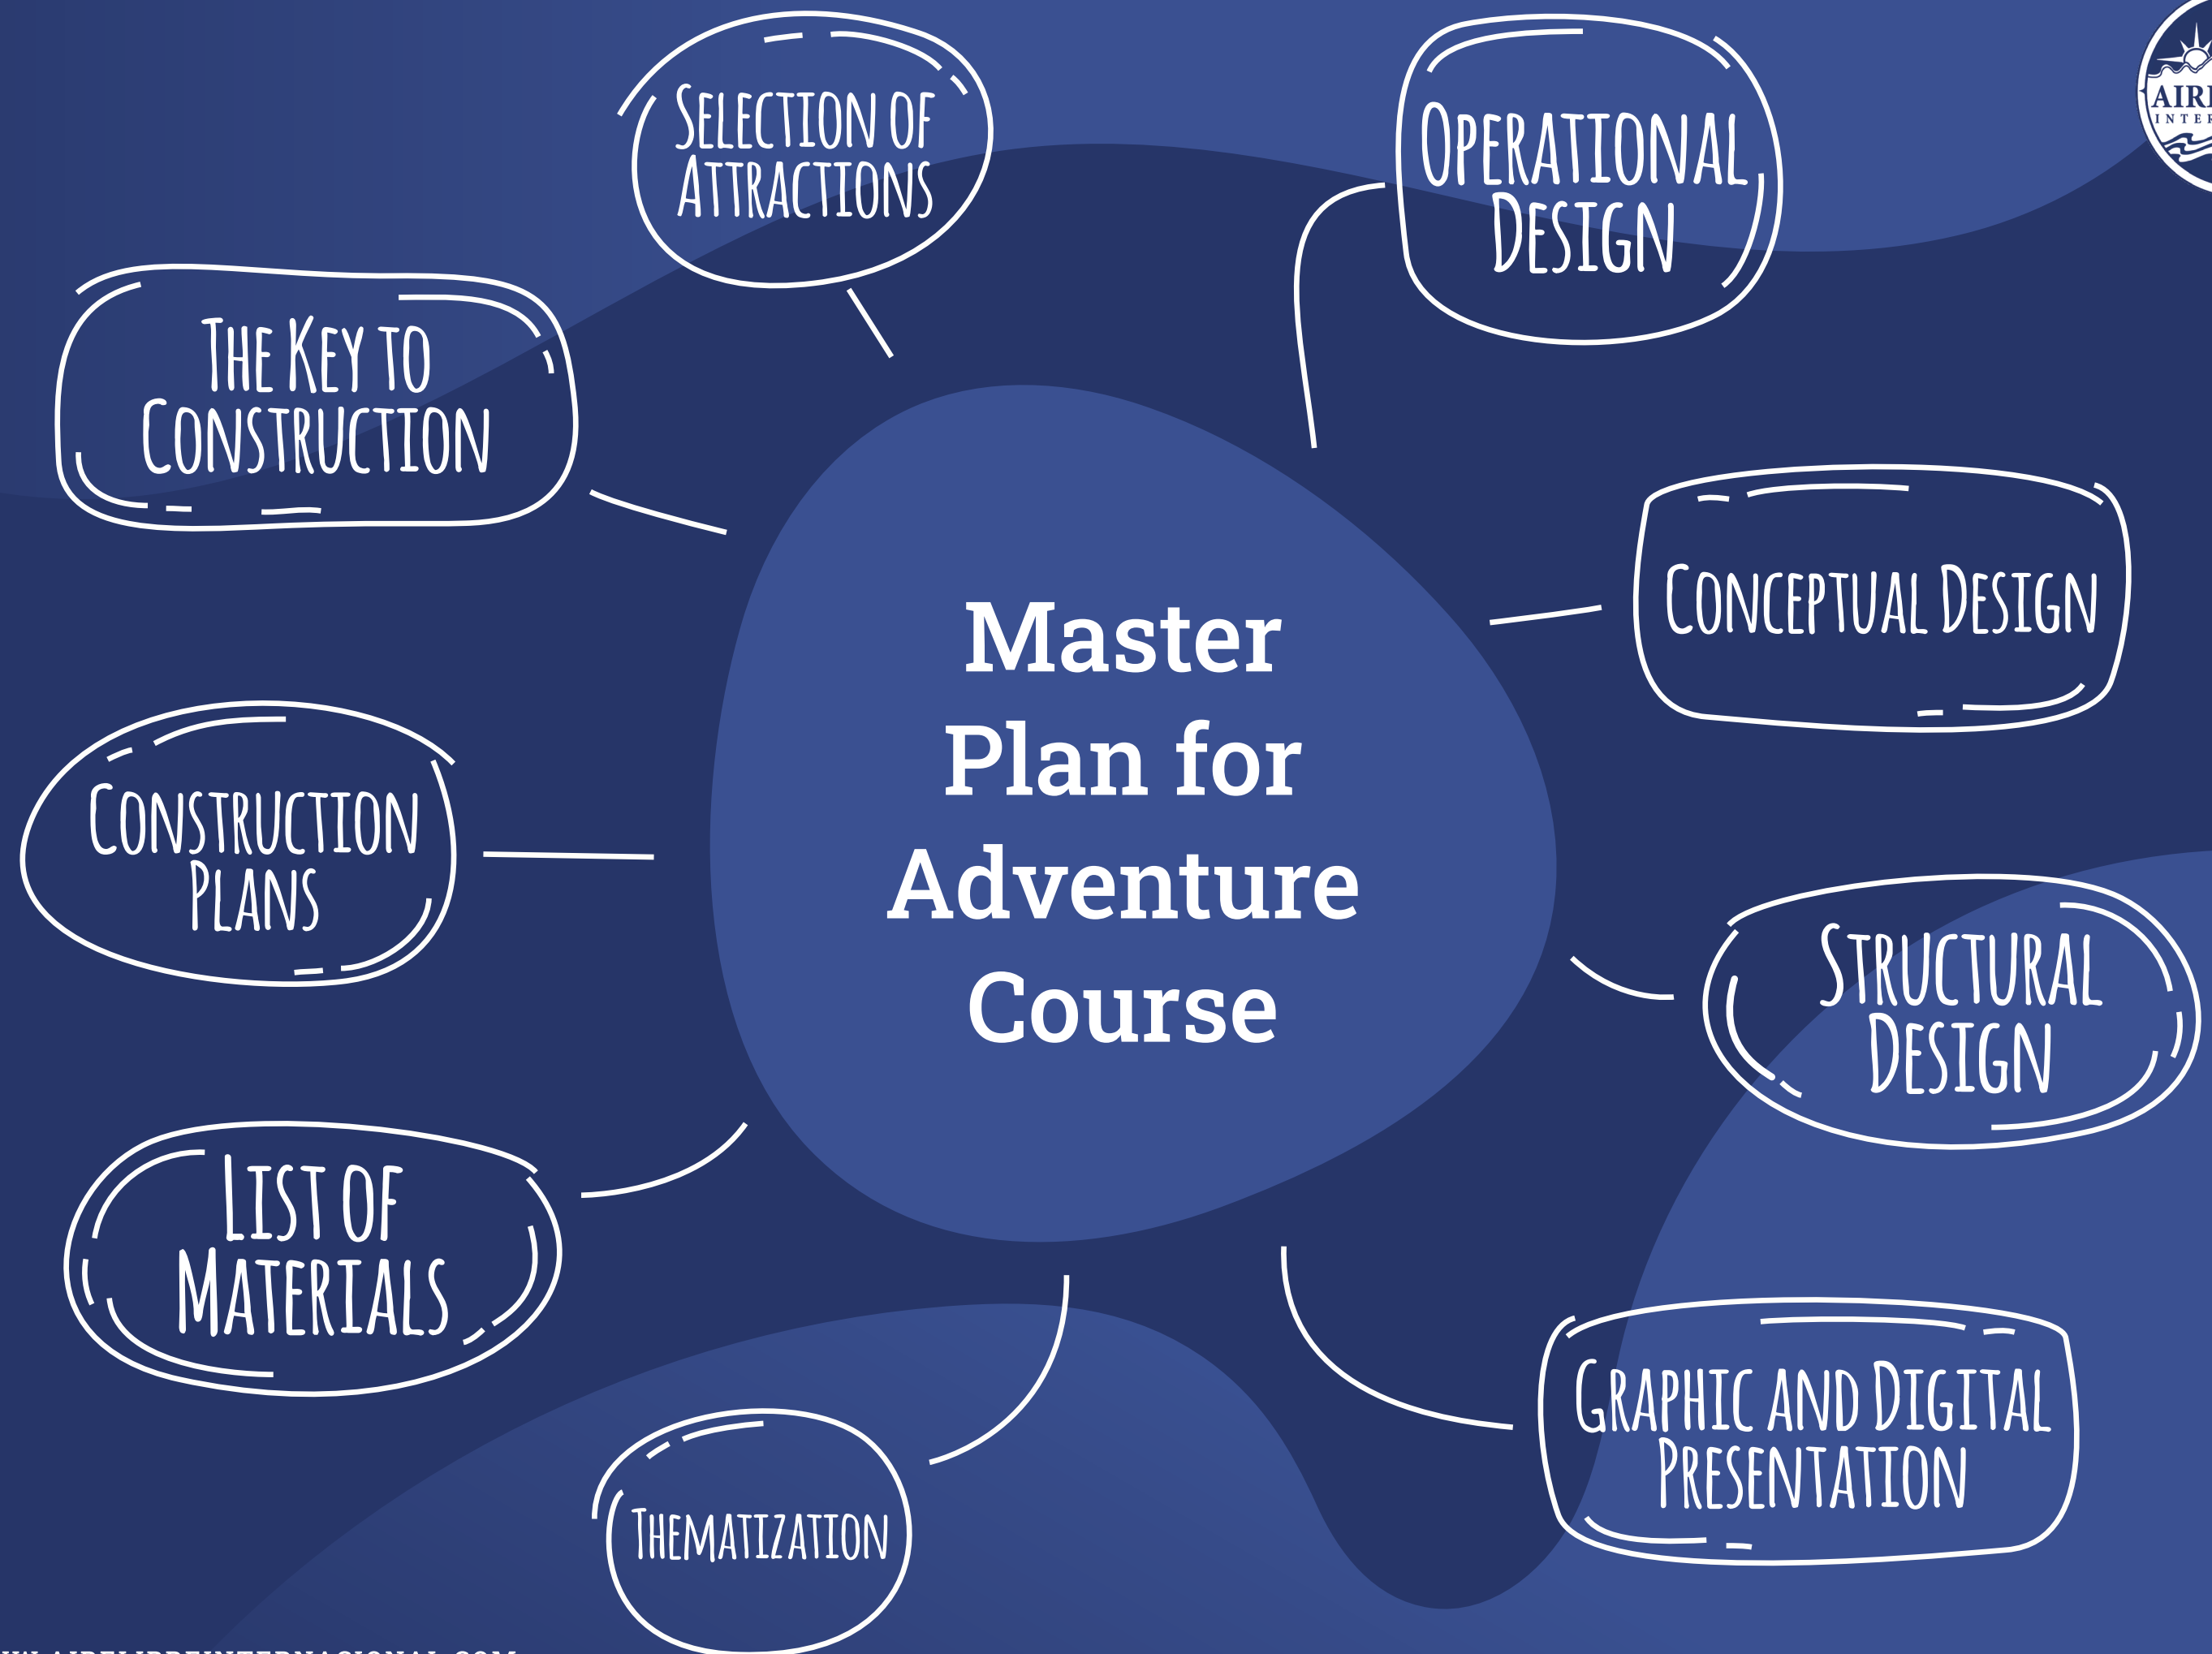 Selection of
Attractions
Operational
Design
The Key to
Construction
Conceptual Design
Master
Plan for
Adventure
Course
Construction
Plans
Structural
Design
List of
Materials
Graphic and Digital
Presentation
Thematization